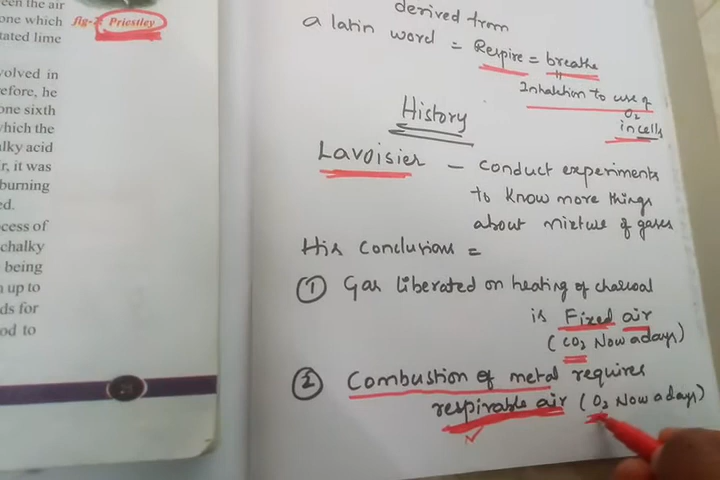 een the air
one which
tated lime
fig-2 Priestley
volved in
efore, he
one sixth
which the
lky acid
r, it was
burning
ed.
cess of
chalky
being
n up to
ds for
od to
derived from
a latin word = Respire = breathe
Inhalation to use of
O2
in cells
History
Lavoisier - conduct experiments
to know more things
about mixture of gases
His Conclusions =
① Gas liberated on heating of charcoal
is Fixed air
(CO2 Now a days)
② Combustion of metal requires
respirable air (O2 Now a days)